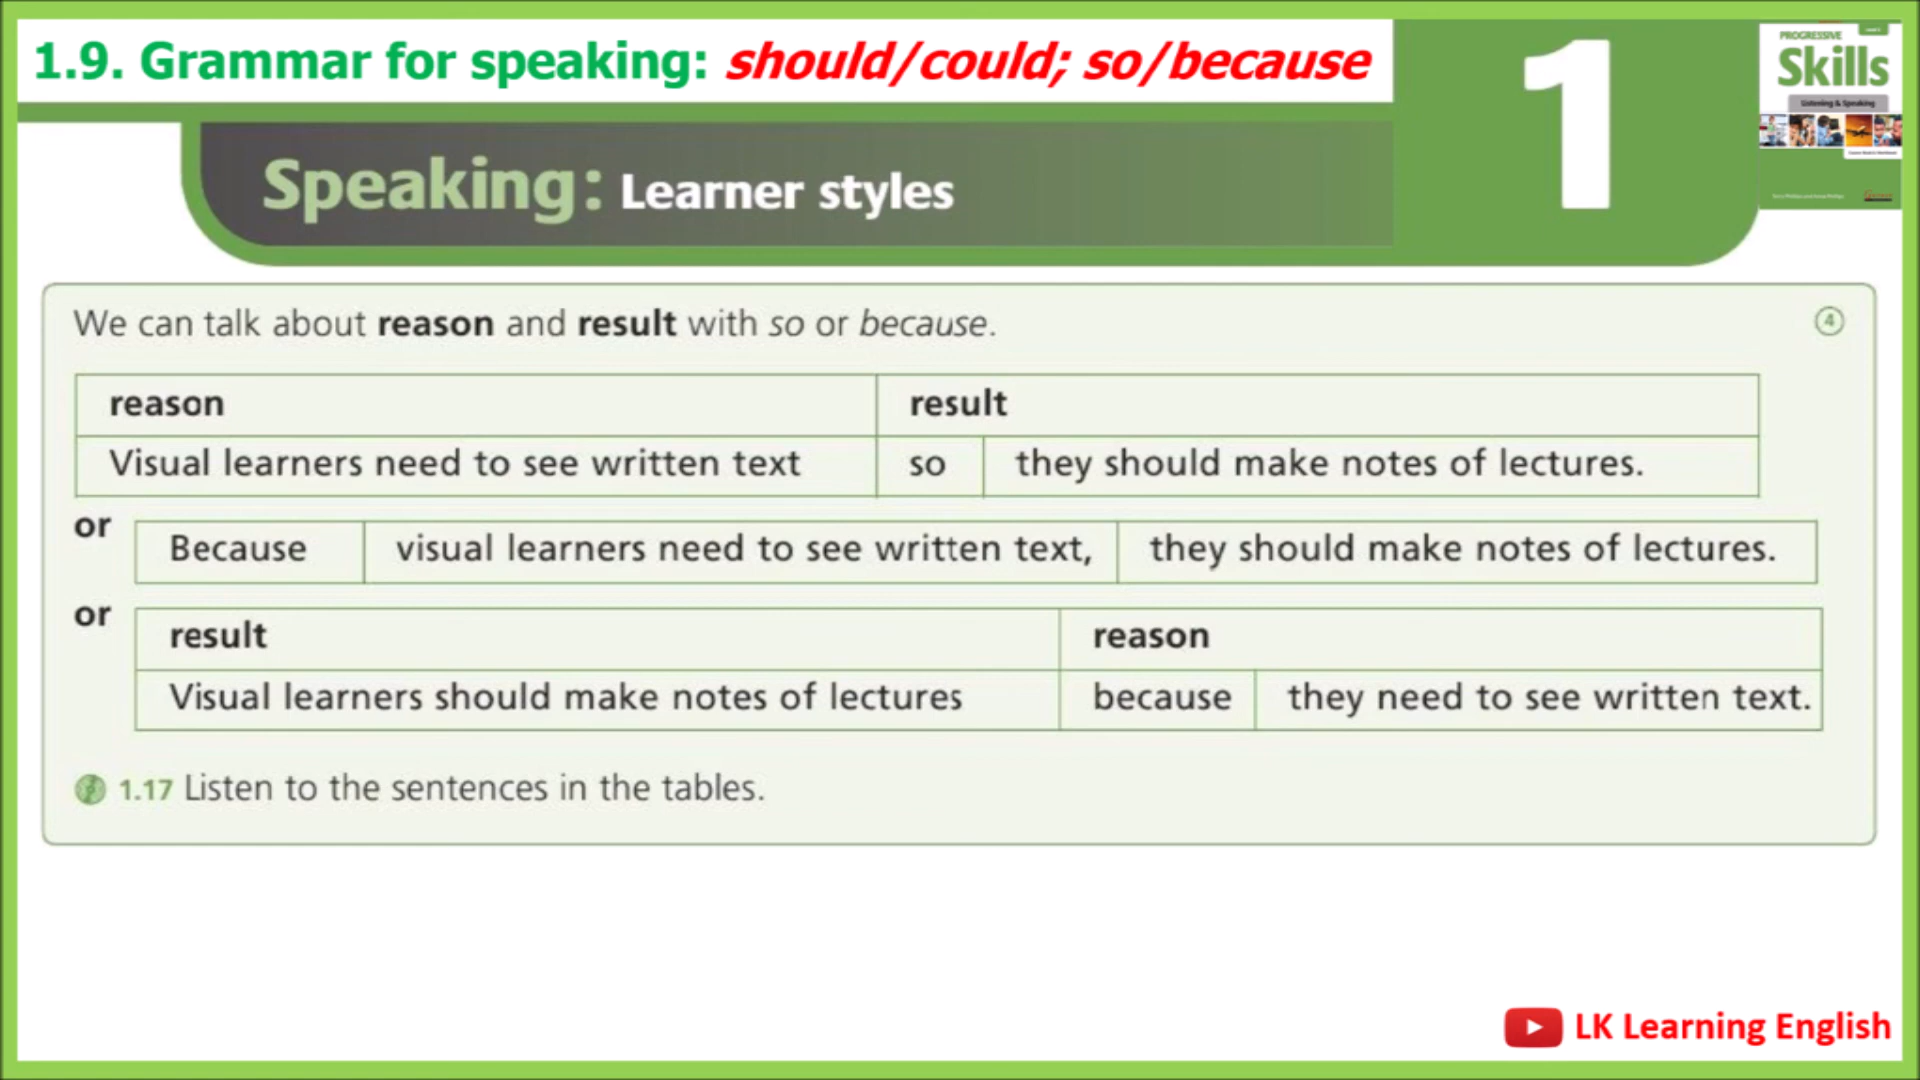 1.9. Grammar for speaking: should/could; so/because
1
PROGRESSIVE
Skills
Listening & Speaking
Speaking: Learner styles
We can talk about reason and result with so or because.
4
reason result
Visual learners need to see written text so they should make notes of lectures.
or
Because visual learners need to see written text, they should make notes of lectures.
or
result reason
Visual learners should make notes of lectures because they need to see written text.
1.17 Listen to the sentences in the tables.
LK Learning English